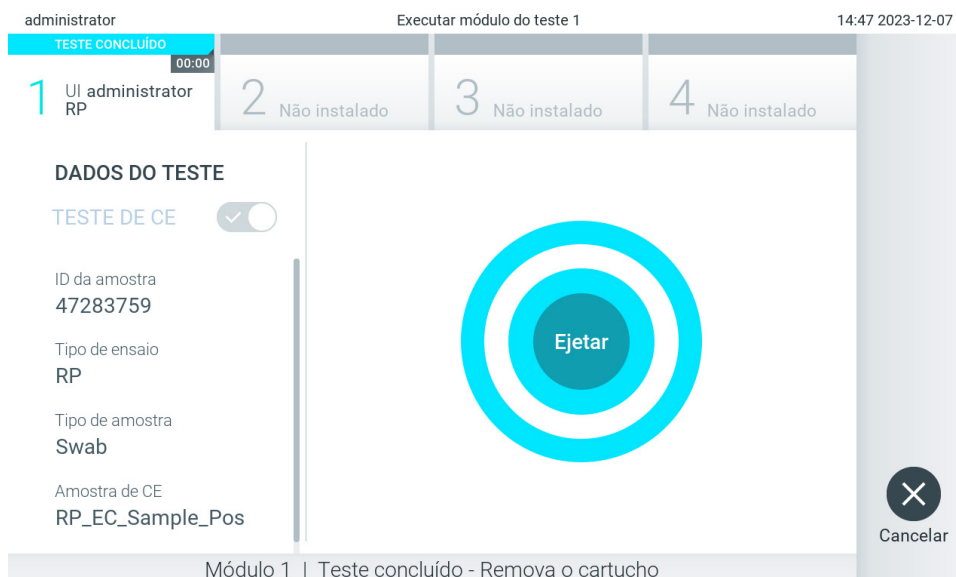 administrator
Executar módulo do teste 1
14:47 2023-12-07
TESTE CONCLUÍDO
00:00
1 UI administrator
RP
2 Não instalado
3 Não instalado
4 Não instalado
DADOS DO TESTE
TESTE DE CE
ID da amostra
47283759
Tipo de ensaio
RP
Tipo de amostra
Swab
Amostra de CE
RP_EC_Sample_Pos
Ejetar
Cancelar
Módulo 1 | Teste concluído - Remova o cartucho